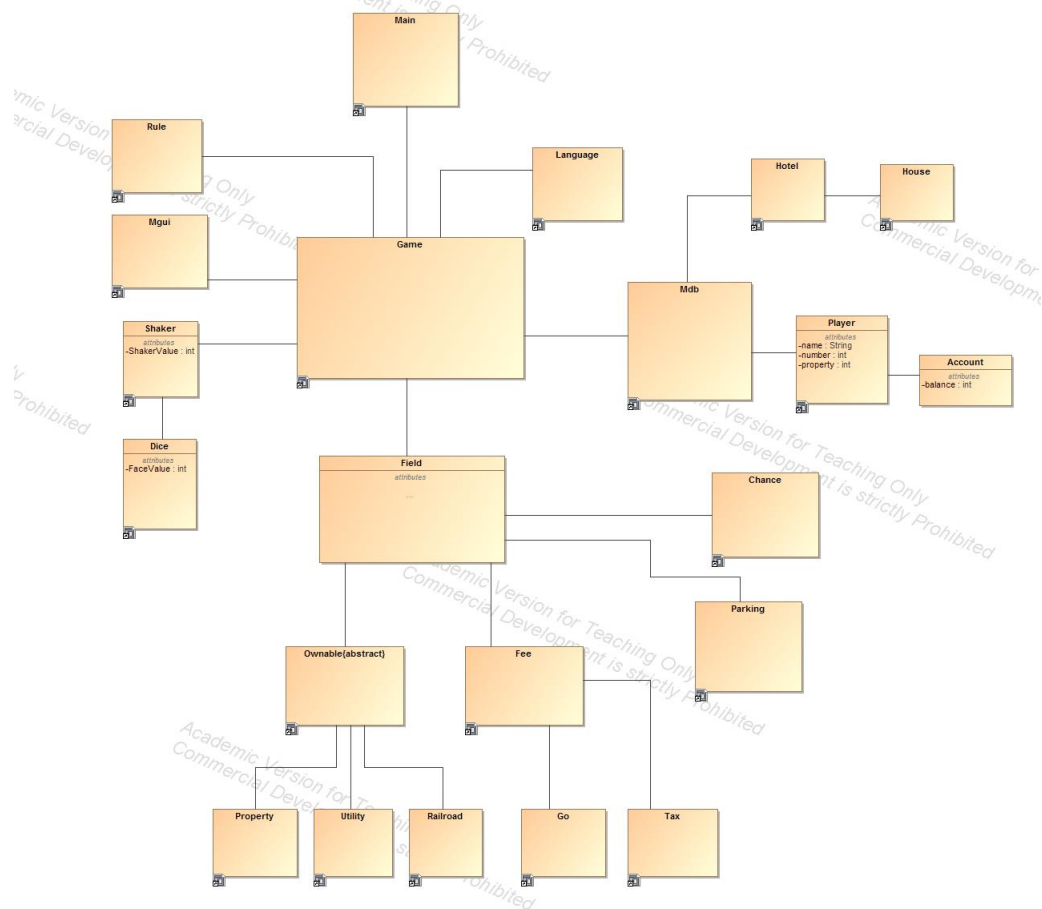 Main
Rule
Language
Hotel
House
Mgui
Game
Mdb
Shaker
attributes
-ShakerValue : int
Player
attributes
-name : String
-number : int
-property : int
Account
attributes
-balance : int
Dice
attributes
-FaceValue : int
Field
attributes
...
Chance
Parking
Ownable(abstract)
Fee
Property
Utility
Railroad
Go
Tax
Academic Version for Teaching Only
Commercial Development is strictly Prohibited